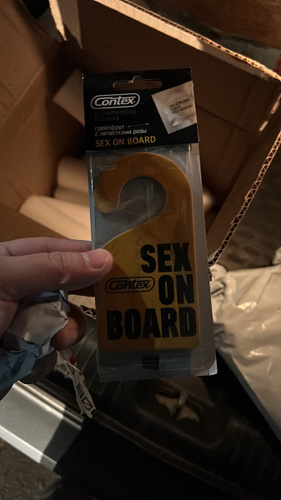 Contex
грейпфрут
с лепестками розы
SEX ON BOARD
SEX
Contex
ON
BOARD